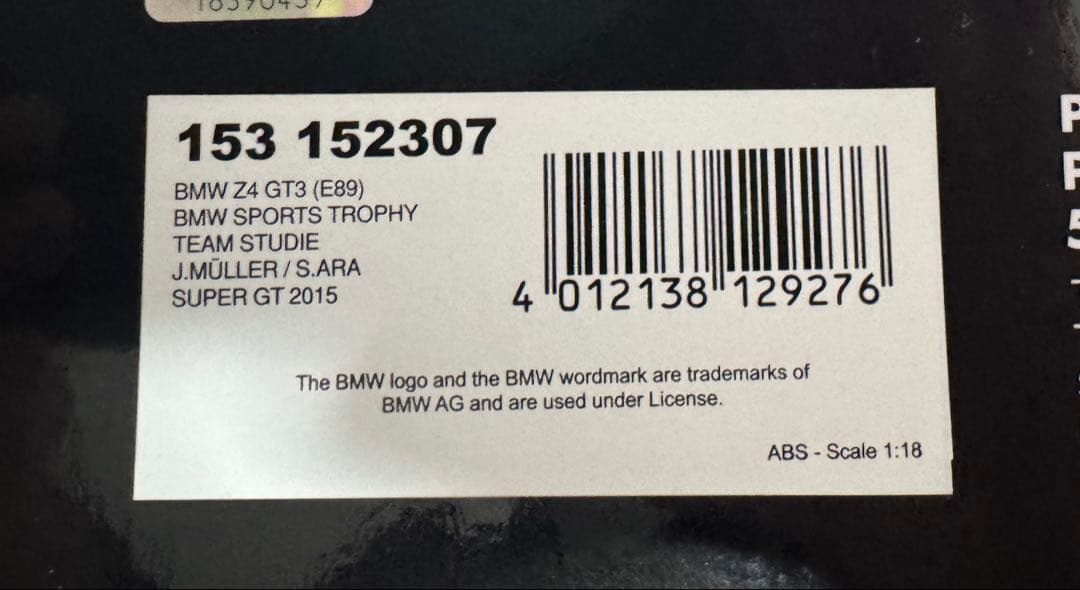 153 152307
BMW Z4 GT3 (E89)
BMW SPORTS TROPHY
TEAM STUDIE
J.MÜLLER / S.ARA
SUPER GT 2015
4 012138 129276
The BMW logo and the BMW wordmark are trademarks of
BMW AG and are used under License.
ABS - Scale 1:18